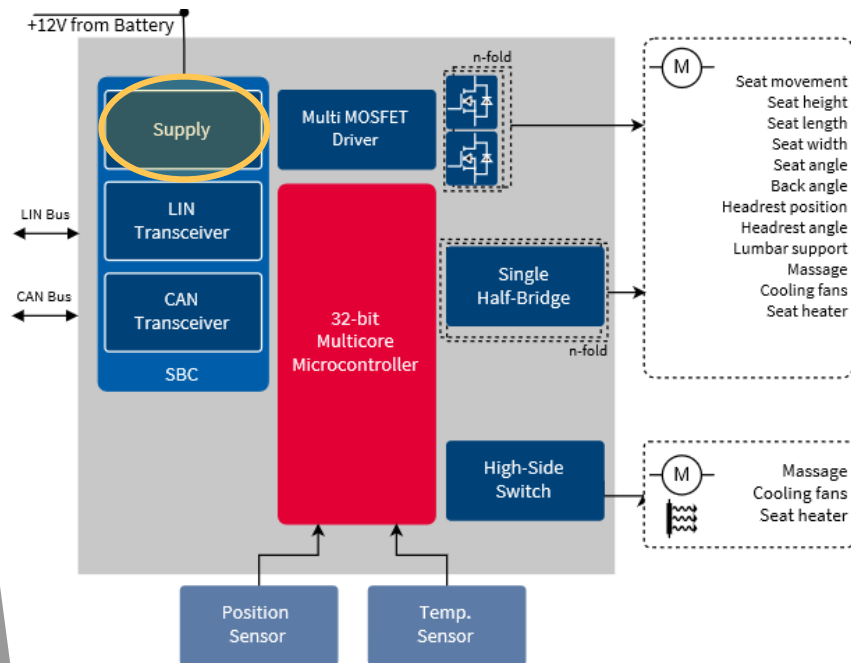 +12V from Battery
n-fold
Supply
Multi MOSFET
Driver
M
Seat movement
Seat height
Seat length
Seat width
Seat angle
Back angle
Headrest position
Headrest angle
Lumbar support
Massage
Cooling fans
Seat heater
LIN Bus
LIN
Transceiver
CAN Bus
CAN
Transceiver
SBC
32-bit
Multicore
Microcontroller
Single
Half-Bridge
n-fold
High-Side
Switch
M
Massage
Cooling fans
Seat heater
Position
Sensor
Temp.
Sensor